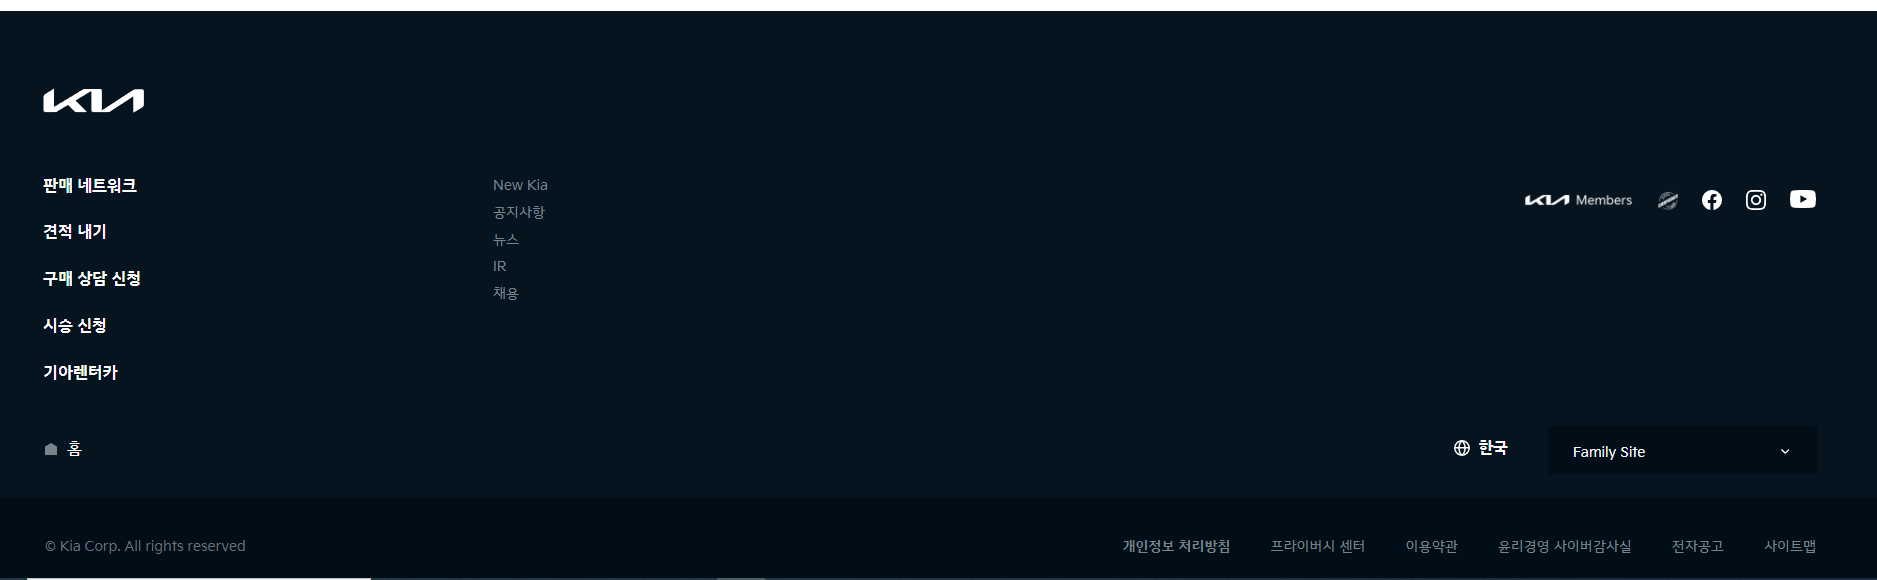 KIA
판매 네트워크
견적 내기
구매 상담 신청
시승 신청
기아렌터카
New Kia
공지사항
뉴스
IR
채용
KIA Members
홈
한국
Family Site
© Kia Corp. All rights reserved
개인정보 처리방침 프라이버시 센터 이용약관 윤리경영 사이버감사실 전자공고 사이트맵